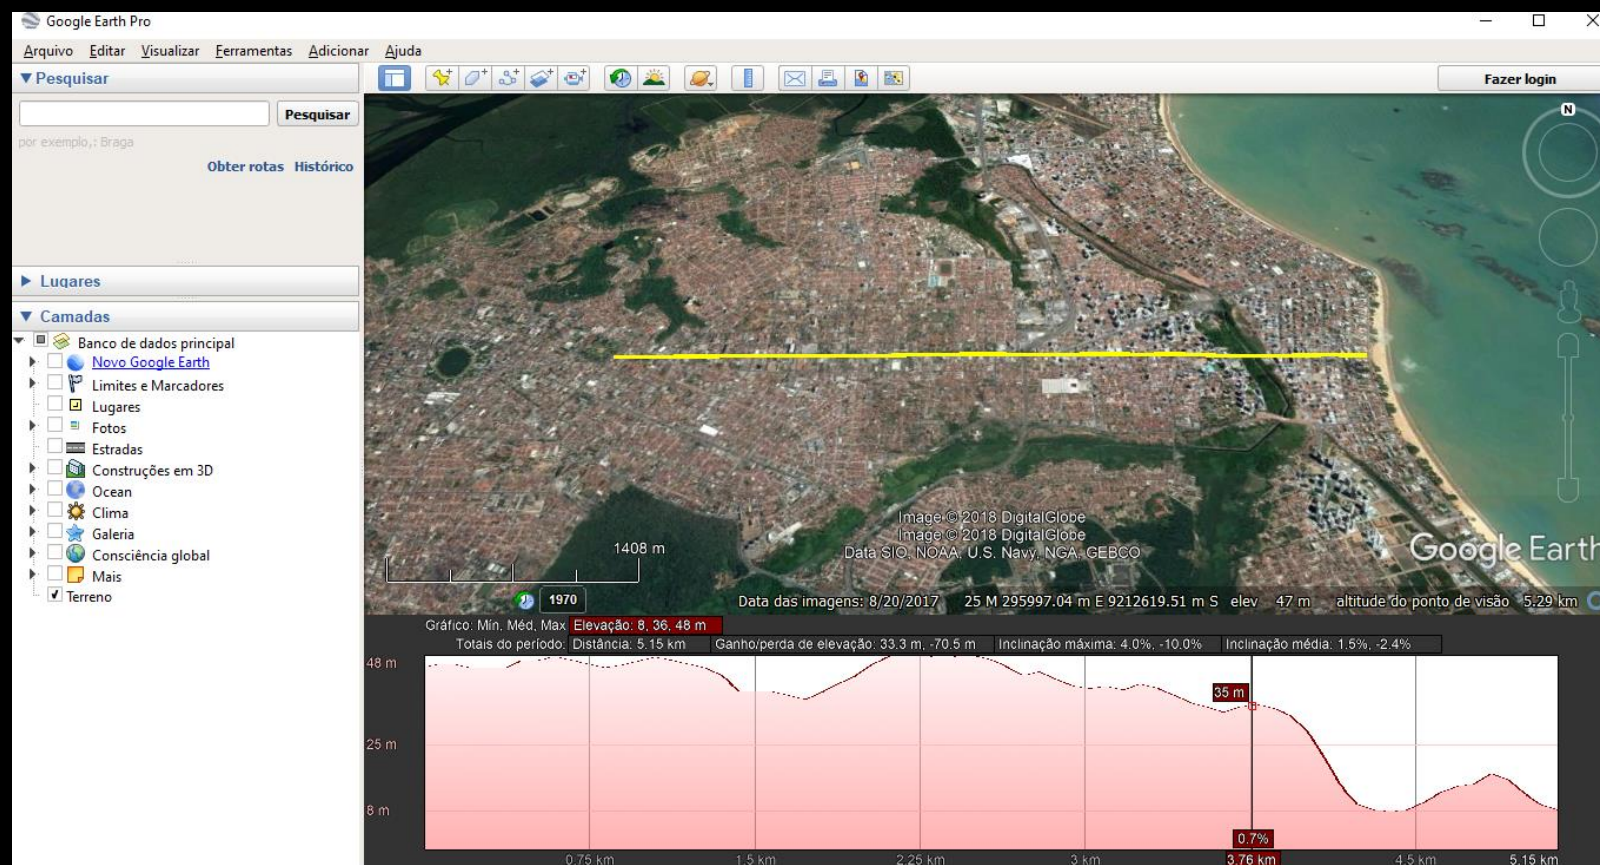 Google Earth Pro
Arquivo Editar Visualizar Ferramentas Adicionar Ajuda
Pesquisar
Fazer login
Pesquisar
por exemplo,: Braga
Obter rotas Histórico
N
Lugares
Camadas
Banco de dados principal
Novo Google Earth
Limites e Marcadores
Lugares
Fotos
Estradas
Construções em 3D
Ocean
Clima
Galeria
Consciência global
Mais
Terreno
Image © 2018 DigitalGlobe
Image © 2018 DigitalGlobe
Data SIO, NOAA, U.S. Navy, NGA, GEBCO
Google Earth
1408 m
1970
Data das imagens: 8/20/2017 25 M 295997.04 m E 9212619.51 m S elev 47 m altitude do ponto de visão 5.29 km
Gráfico: Mín, Méd, Max Elevação: 8, 36, 48 m
Totais do período: Distância: 5.15 km Ganho/perda de elevação: 33.3 m, -70.5 m Inclinação máxima: 4.0%, -10.0% Inclinação média: 1.5%, -2.4%
48 m
35 m
25 m
8 m
0.7%
0.75 km 1.5 km 2.25 km 3 km 3.76 km 4.5 km 5.15 km